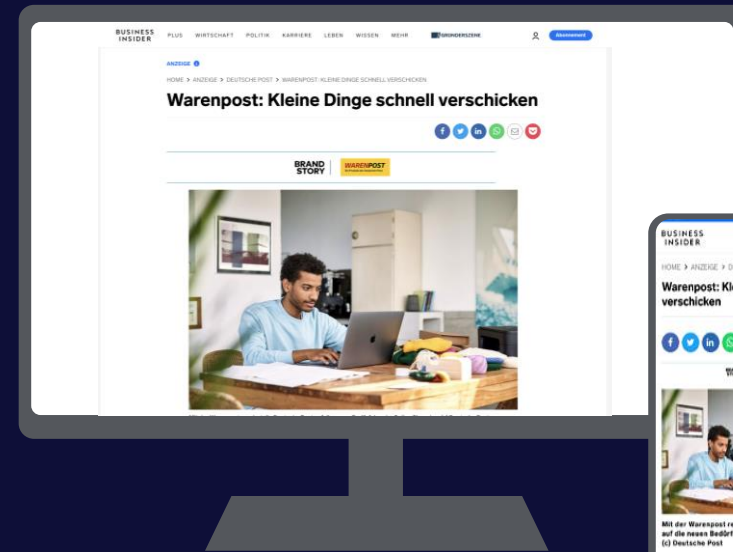 BUSINESS
INSIDER
PLUS WIRTSCHAFT POLITIK KARRIERE LEBEN WISSEN MEHR GRÜNDERSZENE Abonnement
ANZEIGE
HOME > ANZEIGE > DEUTSCHE POST > WARENPOST: KLEINE DINGE SCHNELL VERSCHICKEN
Warenpost: Kleine Dinge schnell verschicken
BRAND
STORY
WARENPOST
BUSINESS
INSIDER
HOME > ANZEIGE > D
Warenpost: Kle
verschicken
Mit der Warenpost re
auf die neuen Bedürf
(c) Deutsche Post